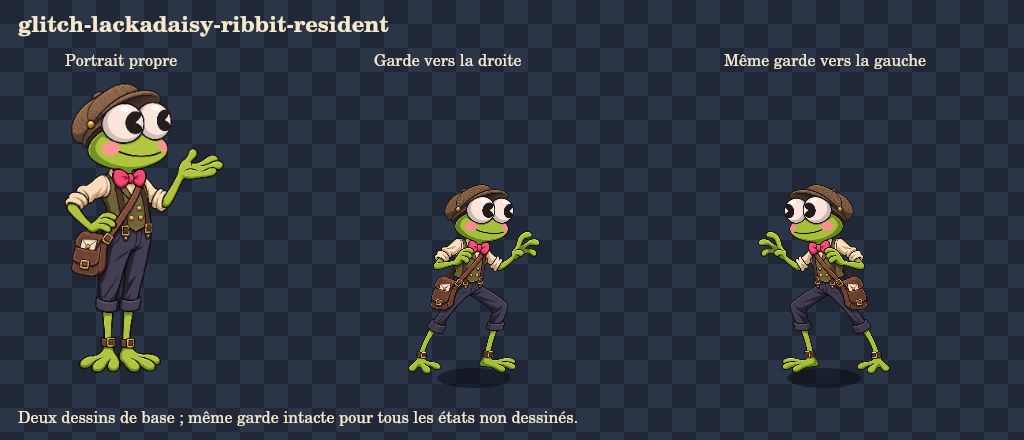 glitch-lackadaisy-ribbit-resident
Portrait propre
Garde vers la droite
Même garde vers la gauche
Deux dessins de base ; même garde intacte pour tous les états non dessinés.